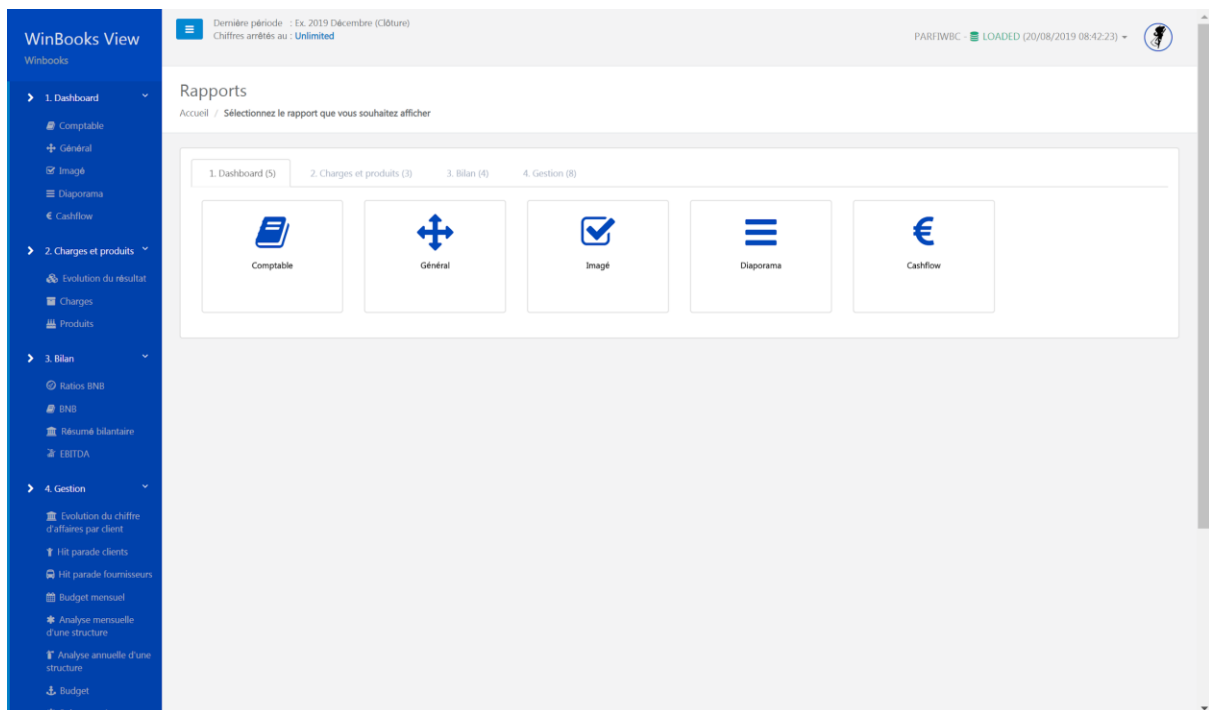 WinBooks View
Winbooks
1. Dashboard
Comptable
Général
Imagé
Diaporama
€ Cashflow
2. Charges et produits
Evolution du résultat
Charges
Produits
3. Bilan
Ratios BNB
BNB
Résumé bilantaire
EBITDA
4. Gestion
Evolution du chiffre
d'affaires par client
Hit parade clients
Hit parade fournisseurs
Budget mensuel
Analyse mensuelle
d'une structure
Analyse annuelle d'une
structure
Budget
Dernière période : Ex. 2019 Décembre (Clôture)
Chiffres arrêtés au : Unlimited
PARFIWBC - LOADED (20/08/2019 08:42:23)
Rapports
Accueil / Sélectionnez le rapport que vous souhaitez afficher
1. Dashboard (5) 2. Charges et produits (3) 3. Bilan (4) 4. Gestion (8)
€
Comptable Général Imagé Diaporama Cashflow